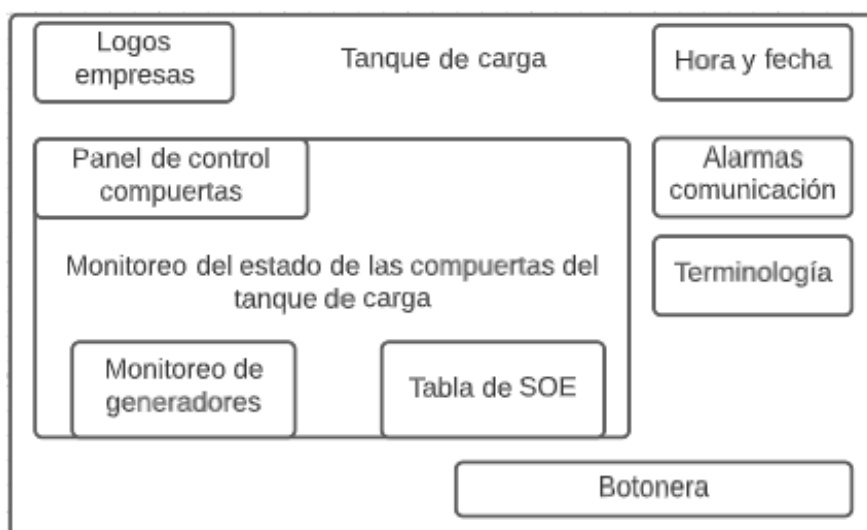 Logos
empresas
Tanque de carga
Hora y fecha
Panel de control
compuertas
Alarmas
comunicación
Monitoreo del estado de las compuertas del
tanque de carga
Terminología
Monitoreo de
generadores
Tabla de SOE
Botonera